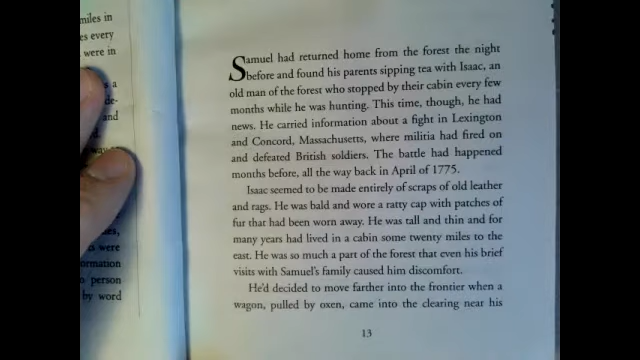 miles in
es every
were in
s a
de-
and
es,
were
ormation
person
by word
Samuel had returned home from the forest the night
before and found his parents sipping tea with Isaac, an
old man of the forest who stopped by their cabin every few
months while he was hunting. This time, though, he had
news. He carried information about a fight in Lexington
and Concord, Massachusetts, where militia had fired on
and defeated British soldiers. The battle had happened
months before, all the way back in April of 1775.
Isaac seemed to be made entirely of scraps of old leather
and rags. He was bald and wore a ratty cap with patches of
fur that had been worn away. He was tall and thin and for
many years had lived in a cabin some twenty miles to the
east. He was so much a part of the forest that even his brief
visits with Samuel's family caused him discomfort.
He'd decided to move farther into the frontier when a
wagon, pulled by oxen, came into the clearing near his
13